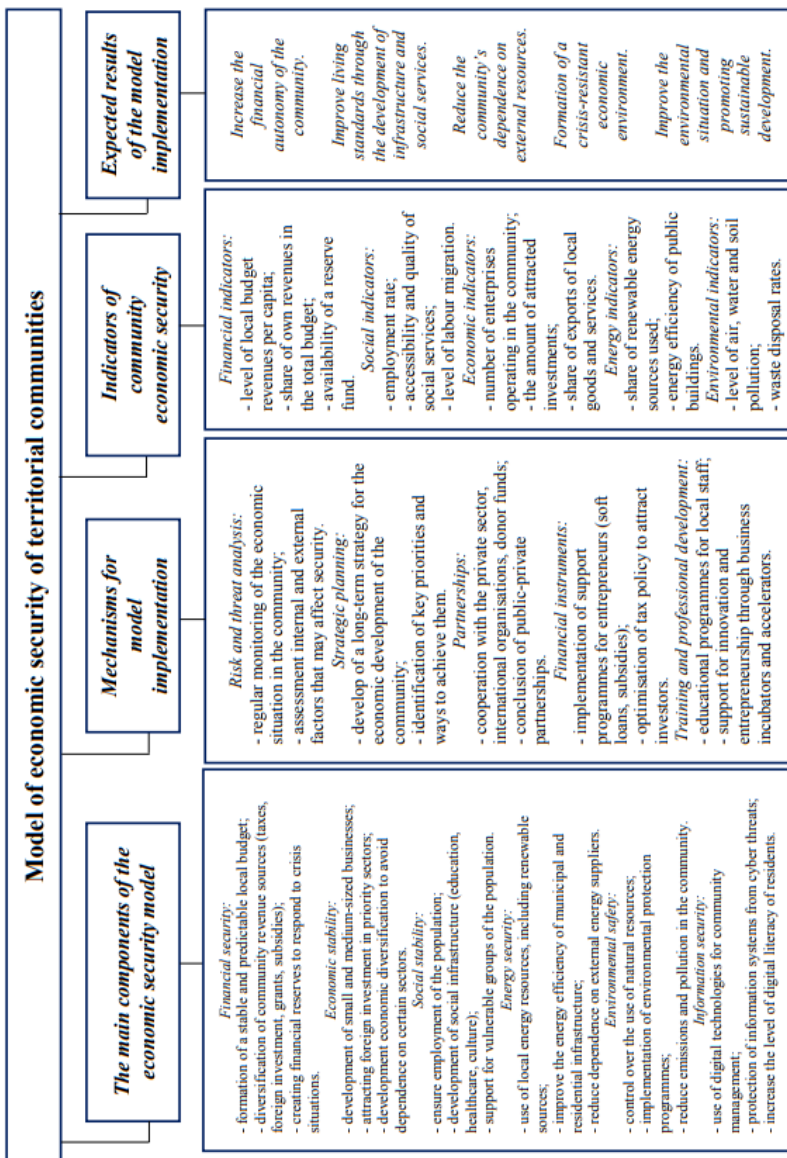 Model of economic security of territorial communities
The main components of the
economic security model
Financial security:
- formation of a stable and predictable local budget;
- diversification of community revenue sources (taxes,
foreign investment, grants, subsidies);
- creating financial reserves to respond to crisis
situations.
Economic stability:
- development of small and medium-sized businesses;
- attracting foreign investment in priority sectors;
- development economic diversification to avoid
dependence on certain sectors.
Social stability:
- ensure employment of the population;
- development of social infrastructure (education,
healthcare, culture);
- support for vulnerable groups of the population.
Energy security:
- use of local energy resources, including renewable
sources;
- improve the energy efficiency of municipal and
residential infrastructure;
- reduce dependence on external energy suppliers.
Environmental safety:
- control over the use of natural resources;
- implementation of environmental protection
programmes;
- reduce emissions and pollution in the community.
Information security:
- use of digital technologies for community
management;
- protection of information systems from cyber threats;
- increase the level of digital literacy of residents.
Mechanisms for
model
implementation
Risk and threat analysis:
- regular monitoring of the economic
situation in the community;
- assessment internal and external
factors that may affect security.
Strategic planning:
- develop of a long-term strategy for the
economic development of the
community;
- identification of key priorities and
ways to achieve them.
Partnerships:
- cooperation with the private sector,
international organisations, donor funds;
- conclusion of public-private
partnerships.
Financial instruments:
- implementation of support
programmes for entrepreneurs (soft
loans, subsidies);
- optimisation of tax policy to attract
investors.
Training and professional development:
- educational programmes for local staff;
- support for innovation and
entrepreneurship through business
incubators and accelerators.
Indicators of
community
economic security
Financial indicators:
- level of local budget
revenues per capita;
- share of own revenues in
the total budget;
- availability of a reserve
fund.
Social indicators:
- employment rate;
- accessibility and quality of
social services;
- level of labour migration.
Economic indicators:
- number of enterprises
operating in the community;
- the amount of attracted
investments;
- share of exports of local
goods and services.
Energy indicators:
- share of renewable energy
sources used;
- energy efficiency of public
buildings.
Environmental indicators:
- level of air, water and soil
pollution;
- waste disposal rates.
Expected results
of the model
implementation
Increase the
financial
autonomy of the
community.
Improve living
standards through
the development of
infrastructure and
social services.
Reduce the
community's
dependence on
external resources.
Formation of a
crisis-resistant
economic
environment.
Improve the
environmental
situation and
promoting
sustainable
development.